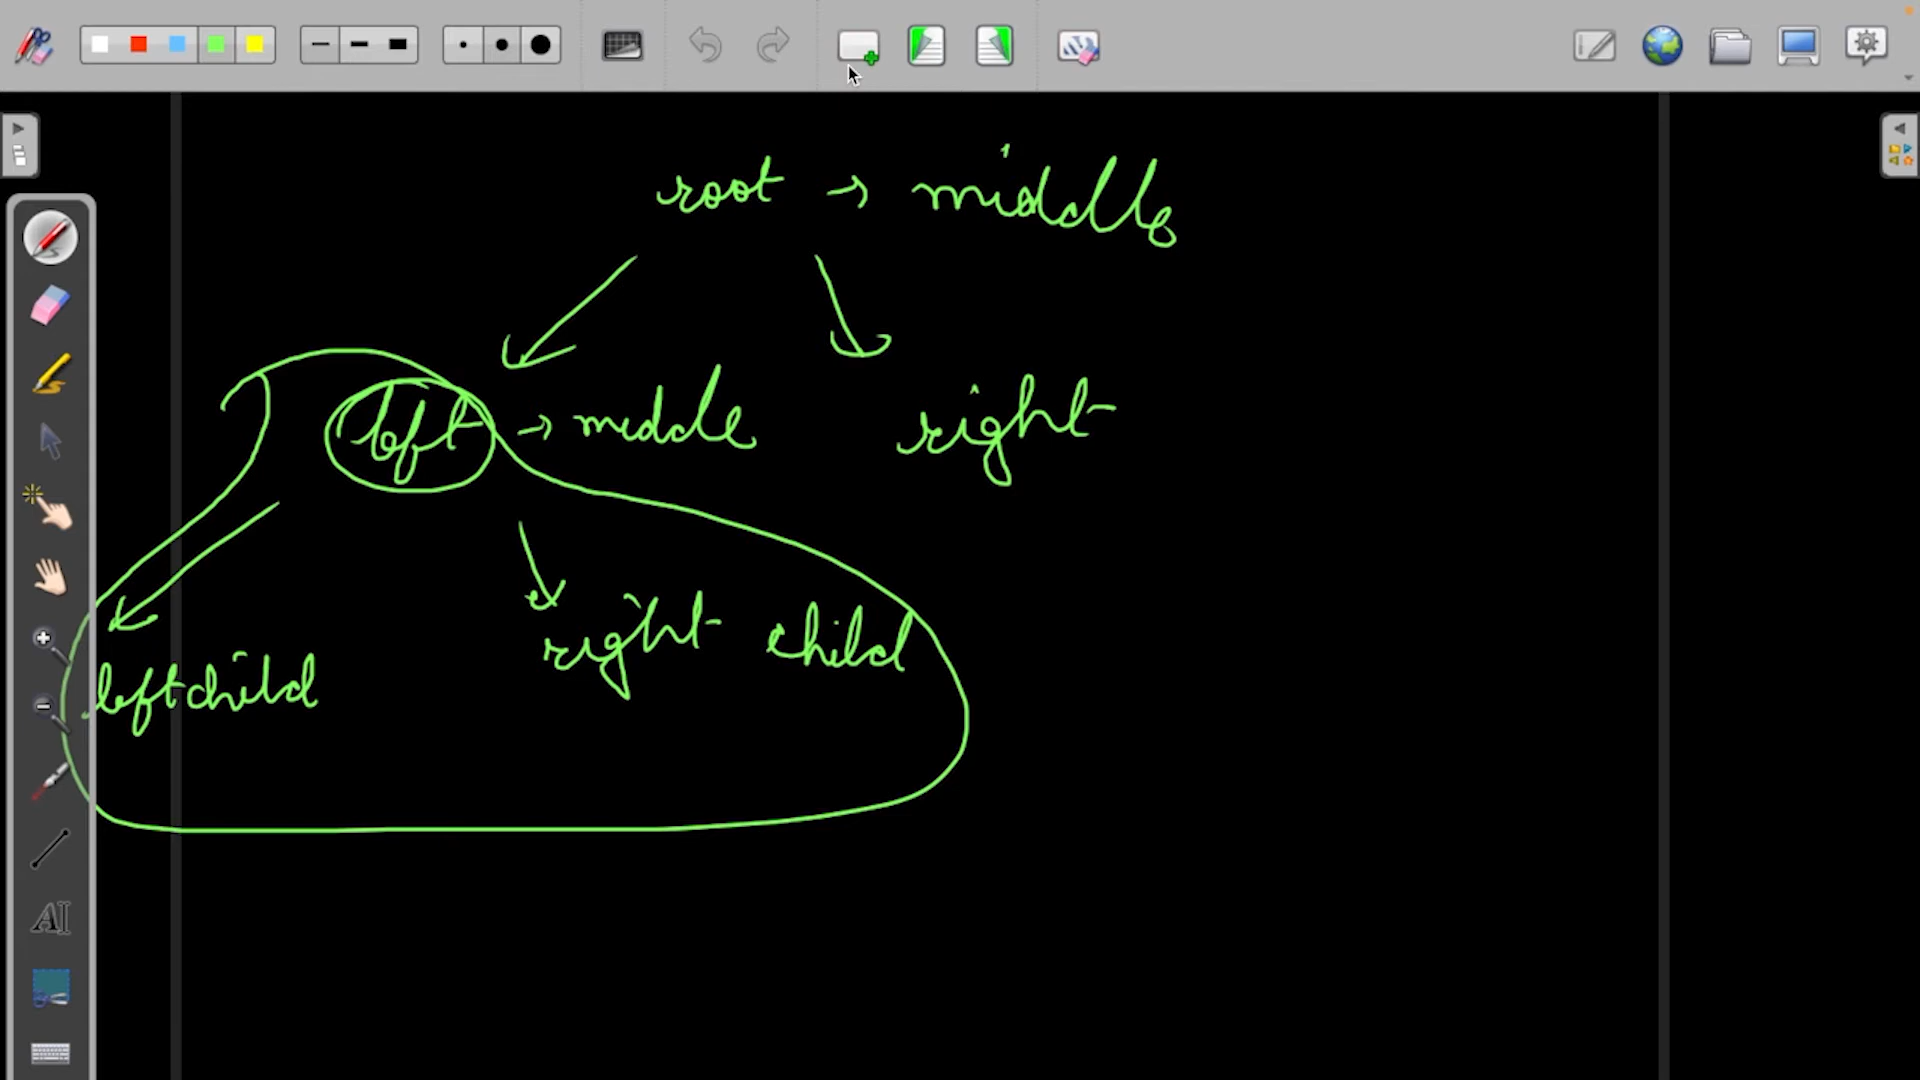 root → middle
left → middle right
right child
leftchild